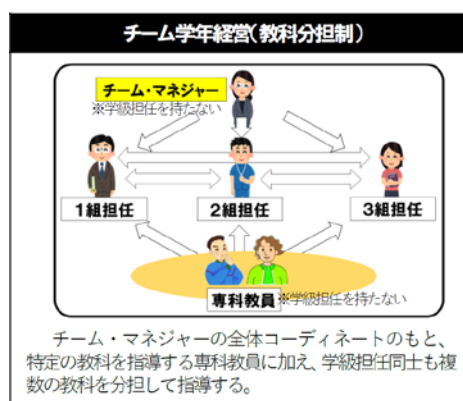 チーム学年経営(教科分担制)
チーム・マネジャー
※学級担任を持たない
1組担任
2組担任
3組担任
専科教員※学級担任を持たない
チーム・マネジャーの全体コーディネートのもと、
特定の教科を指導する専科教員に加え、学級担任同士も複
数の教科を分担して指導する。